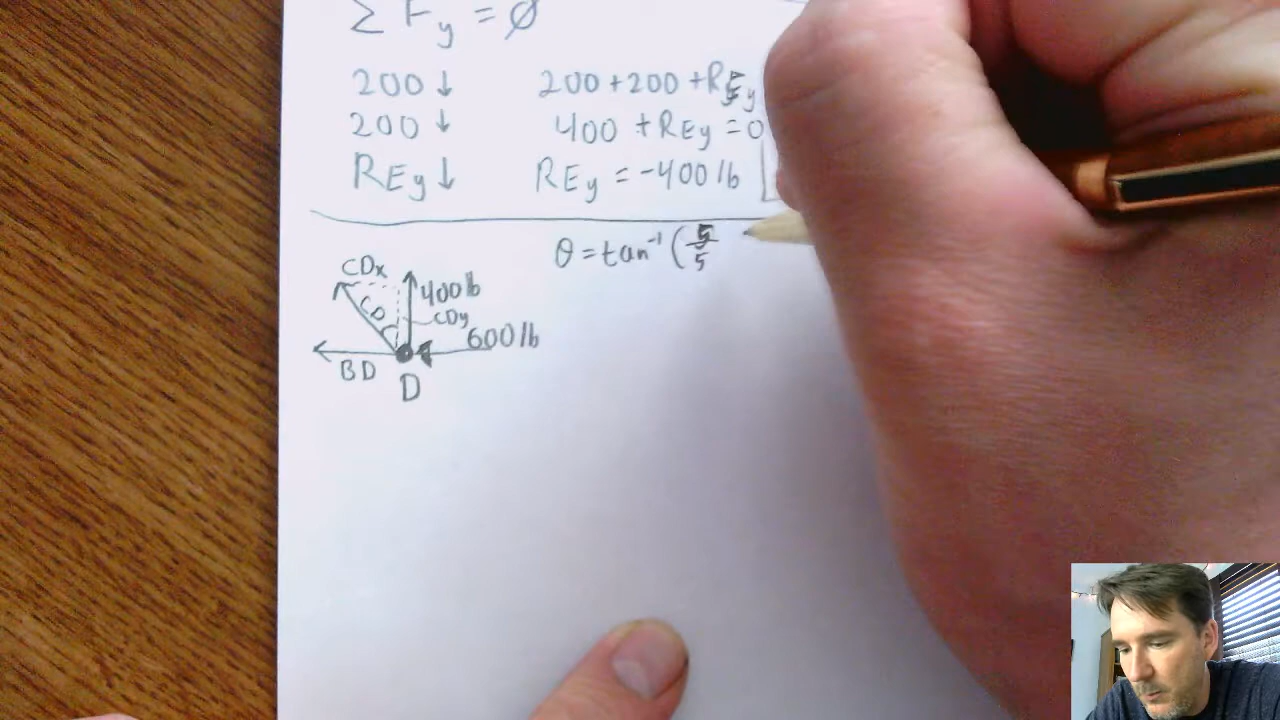 Σ Fy = ∅
200 ↓ 200 + 200 + REy
200 ↓ 400 + REy = 0
REy ↓ REy = -400 lb
θ = tan⁻¹ (5/5
CDx
400 lb
CD
CDy
600 lb
BD
D